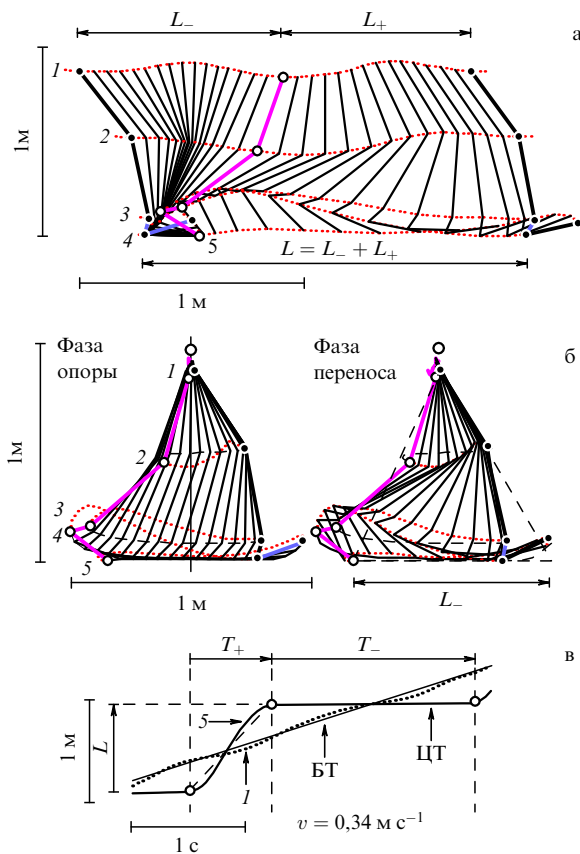 L₋ L₊ а
1
1м
2
3
4
5
L = L₋ + L₊
1 м
Фаза опоры
Фаза переноса
б
1
1м
2
3
4
5
1 м L₋
T₊ T₋ в
1 м
L
5
1
БТ
ЦТ
1 с
v = 0,34 м с⁻¹